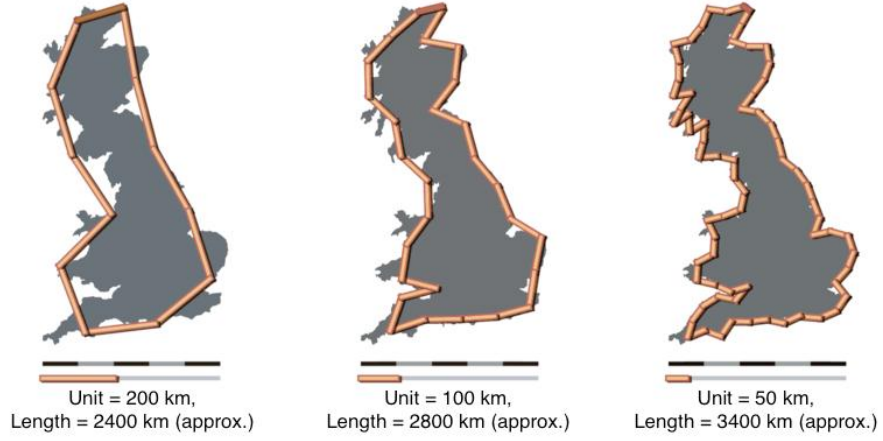 Unit = 200 km,
Length = 2400 km (approx.)
Unit = 100 km,
Length = 2800 km (approx.)
Unit = 50 km,
Length = 3400 km (approx.)